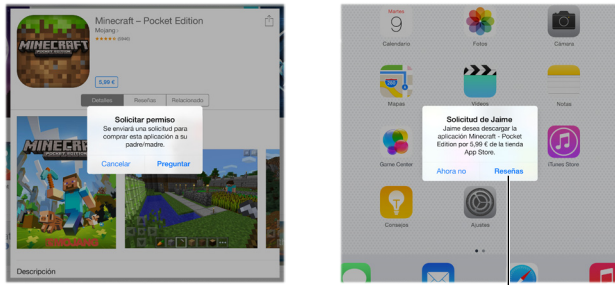 Minecraft – Pocket Edition
Mojang ›
5,99 €
Detalles Reseñas Relacionado
Solicitar permiso
Se enviará una solicitud para
comprar esta aplicación a su
padre/madre.
Cancelar Preguntar
MINECRAFT
Descripción
Martes
9
Calendario Fotos Cámara
Mapas Vídeos Notas
Solicitud de Jaime
Jaime desea descargar la
aplicación Minecraft - Pocket
Edition por 5,99 € de la tienda
App Store.
Ahora no Reseñas
Game Center iTunes Store
Consejos Ajustes